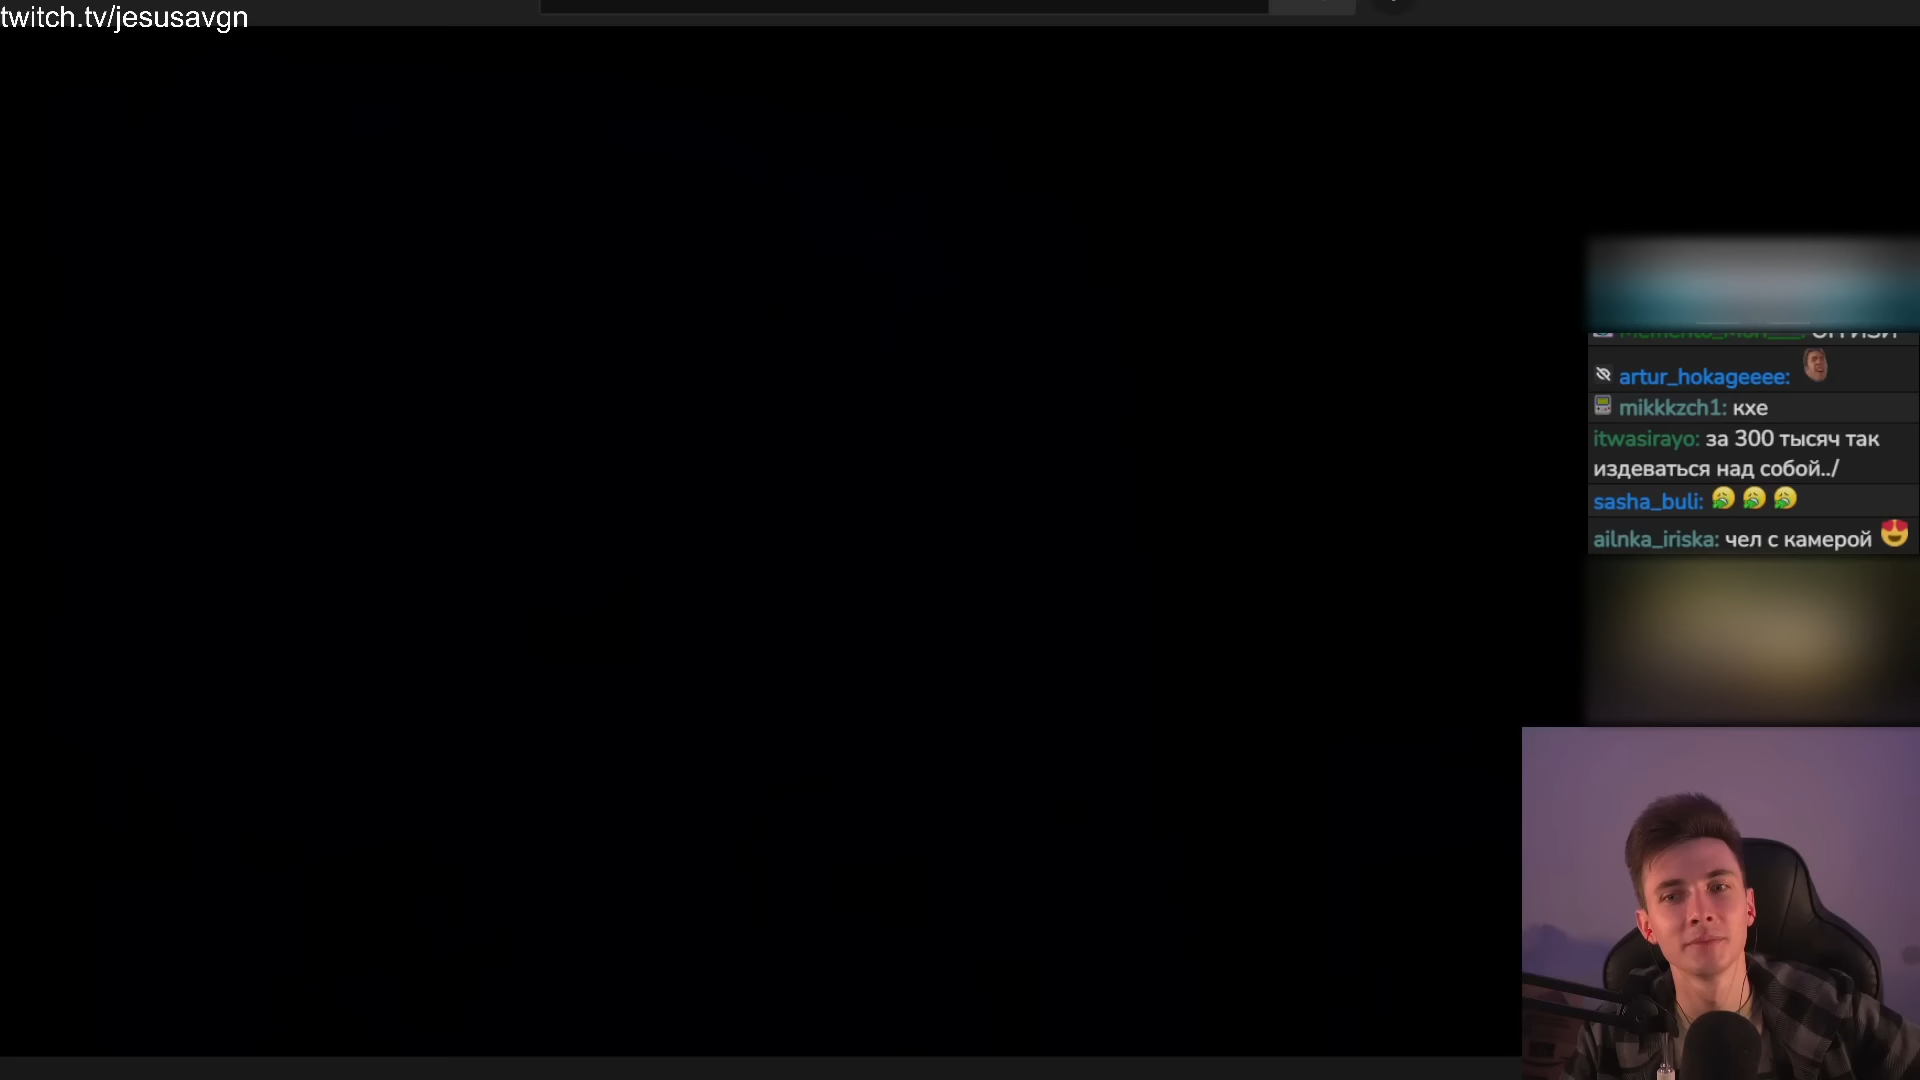 twitch.tv/jesusavgn
artur_hokageeee:
mikkkzch1: кхе
itwasirayo: за 300 тысяч так
издеваться над собой../
sasha_buli:
ailnka_iriska: чел с камерой